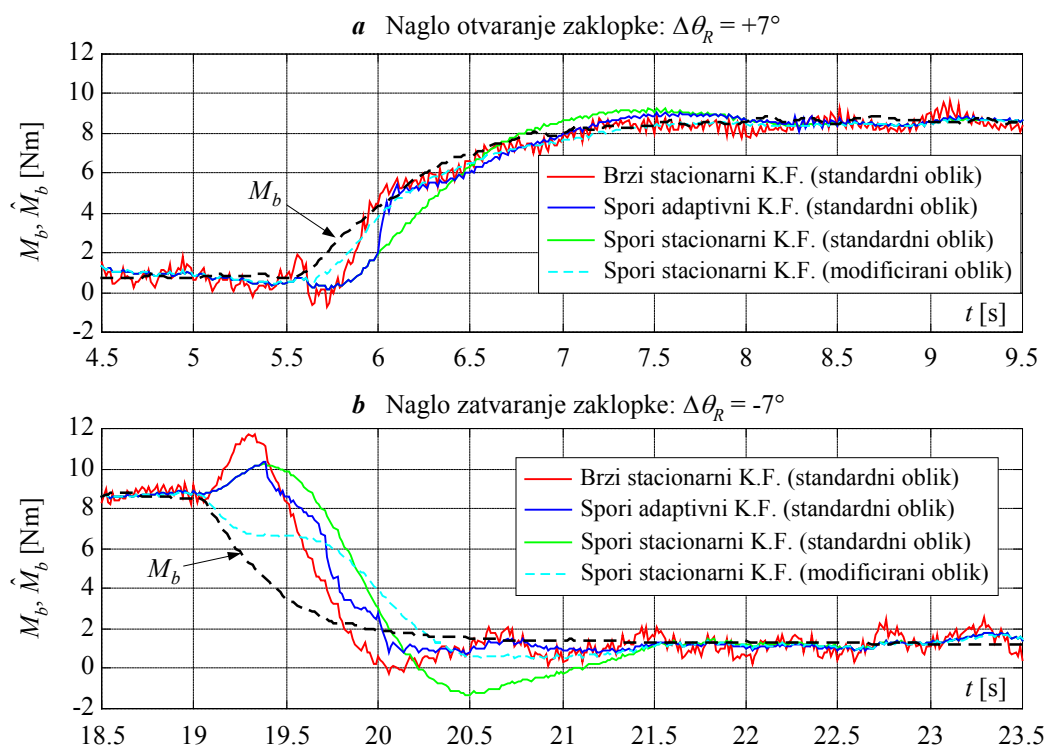 a Naglo otvaranje zaklopke: Δθ_R = +7°
12
10
8
6
4
2
0
-2
M_b, M̂_b [Nm]
M_b
Brzi stacionarni K.F. (standardni oblik)
Spori adaptivni K.F. (standardni oblik)
Spori stacionarni K.F. (standardni oblik)
Spori stacionarni K.F. (modificirani oblik)
t [s]
4.5 5 5.5 6 6.5 7 7.5 8 8.5 9 9.5
b Naglo zatvaranje zaklopke: Δθ_R = -7°
12
10
8
6
4
2
0
-2
M_b, M̂_b [Nm]
M_b
Brzi stacionarni K.F. (standardni oblik)
Spori adaptivni K.F. (standardni oblik)
Spori stacionarni K.F. (standardni oblik)
Spori stacionarni K.F. (modificirani oblik)
t [s]
18.5 19 19.5 20 20.5 21 21.5 22 22.5 23 23.5